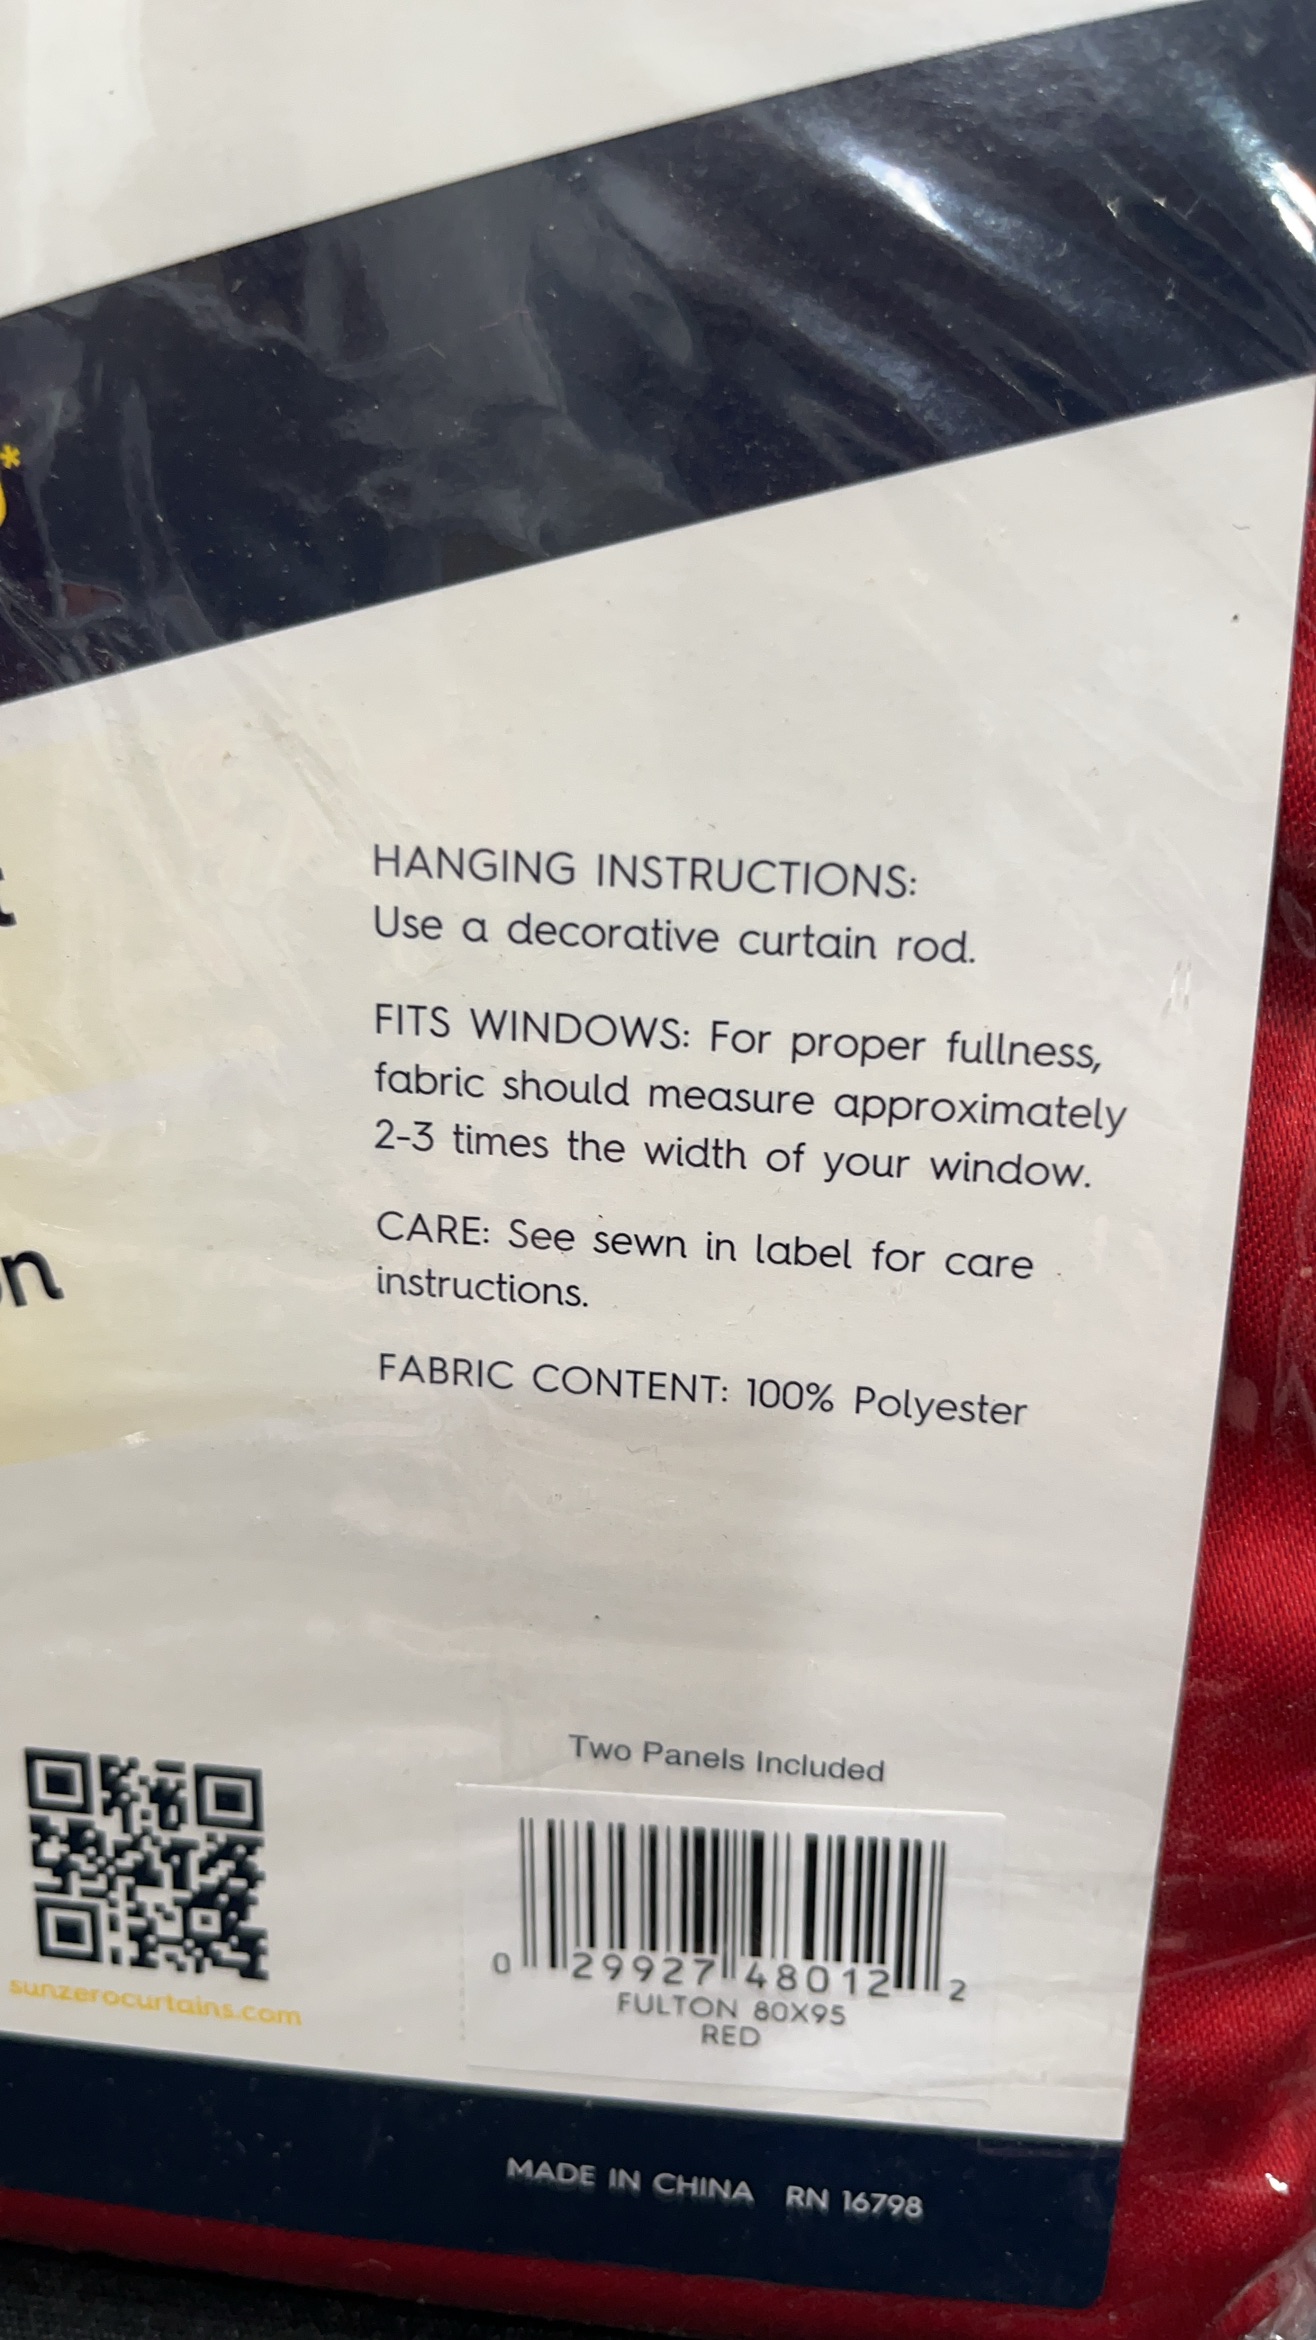 HANGING INSTRUCTIONS:
Use a decorative curtain rod.
FITS WINDOWS: For proper fullness,
fabric should measure approximately
2-3 times the width of your window.
CARE: See sewn in label for care
instructions.
FABRIC CONTENT: 100% Polyester
Two Panels Included
0 29927 48012 2
FULTON 80X95
RED
sunzerocurtains.com
MADE IN CHINA RN 16798